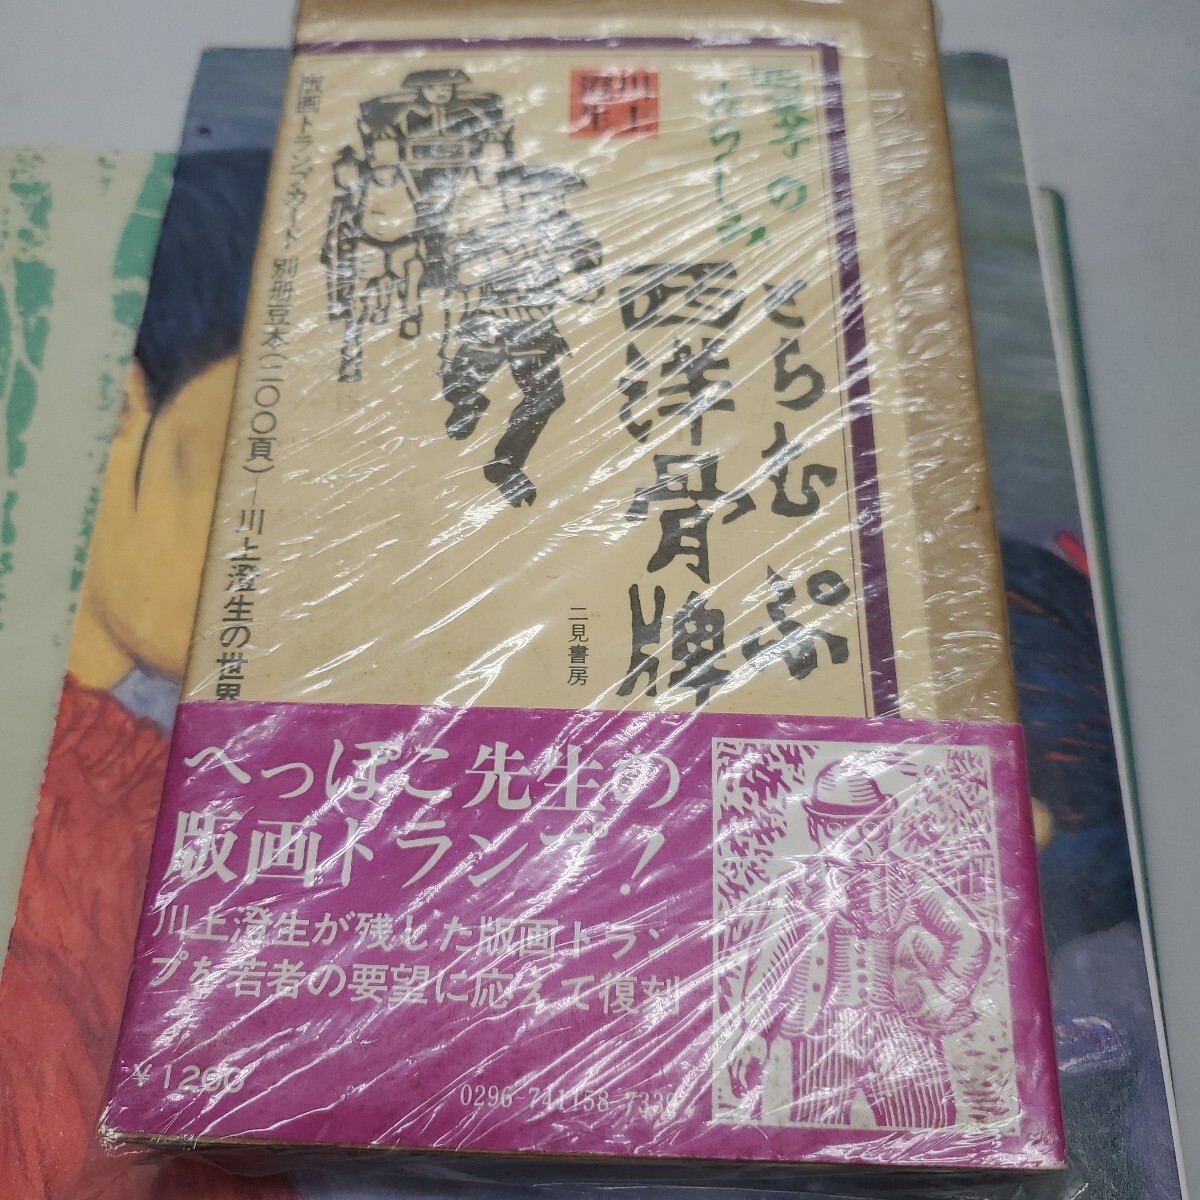 とらむぷ
西洋骨牌
川上
澄生
二見書房
版画トランプ・カード 別冊豆本(二〇〇頁)―川上澄生の世界
へっぽこ先生の
版画トランプ!
川上澄生が残した版画トラン
プを若者の要望に応えて復刻
¥1200
0296-741158-7339